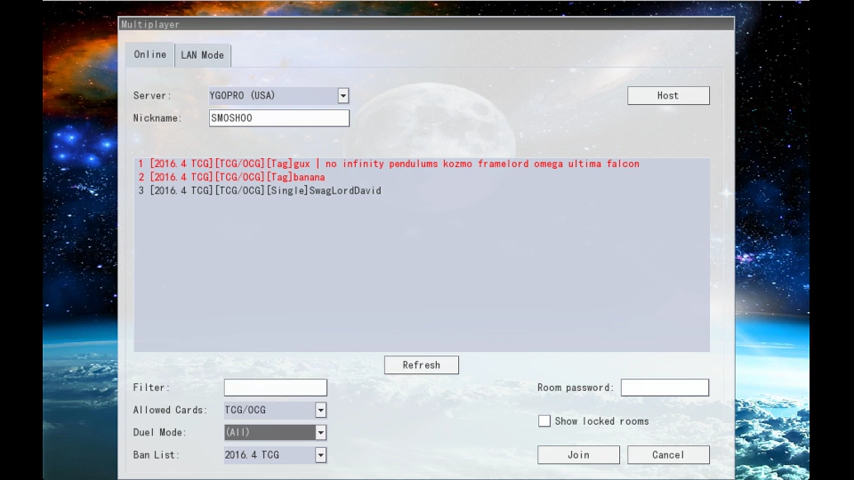 Multiplayer
Online LAN Mode
Server: YGOPRO (USA) Host
Nickname: SMOSHOO
1 [2016.4 TCG][TCG/OCG][Tag]gux | no infinity pendulums kozmo framelord omega ultima falcon
2 [2016.4 TCG][TCG/OCG][Tag]banana
3 [2016.4 TCG][TCG/OCG][Single]SwagLordDavid
Refresh
Filter: Room password:
Allowed Cards: TCG/OCG
Show locked rooms
Duel Mode: (All)
Ban List: 2016.4 TCG Join Cancel